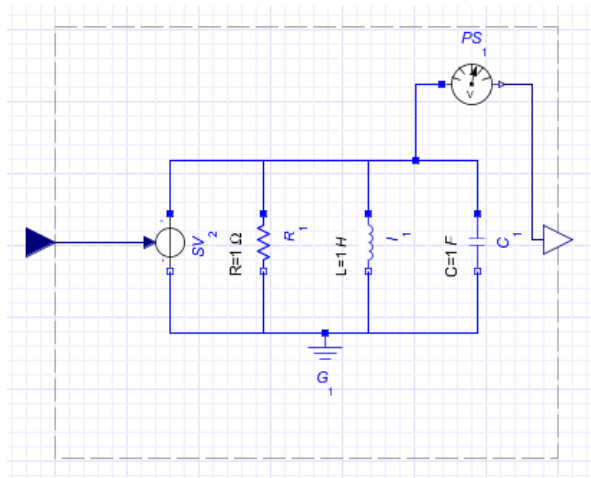 PS
1
V
+
-
SV
2
R=1 Ω
R
1
L=1 H
I
1
C=1 F
C
1
G
1